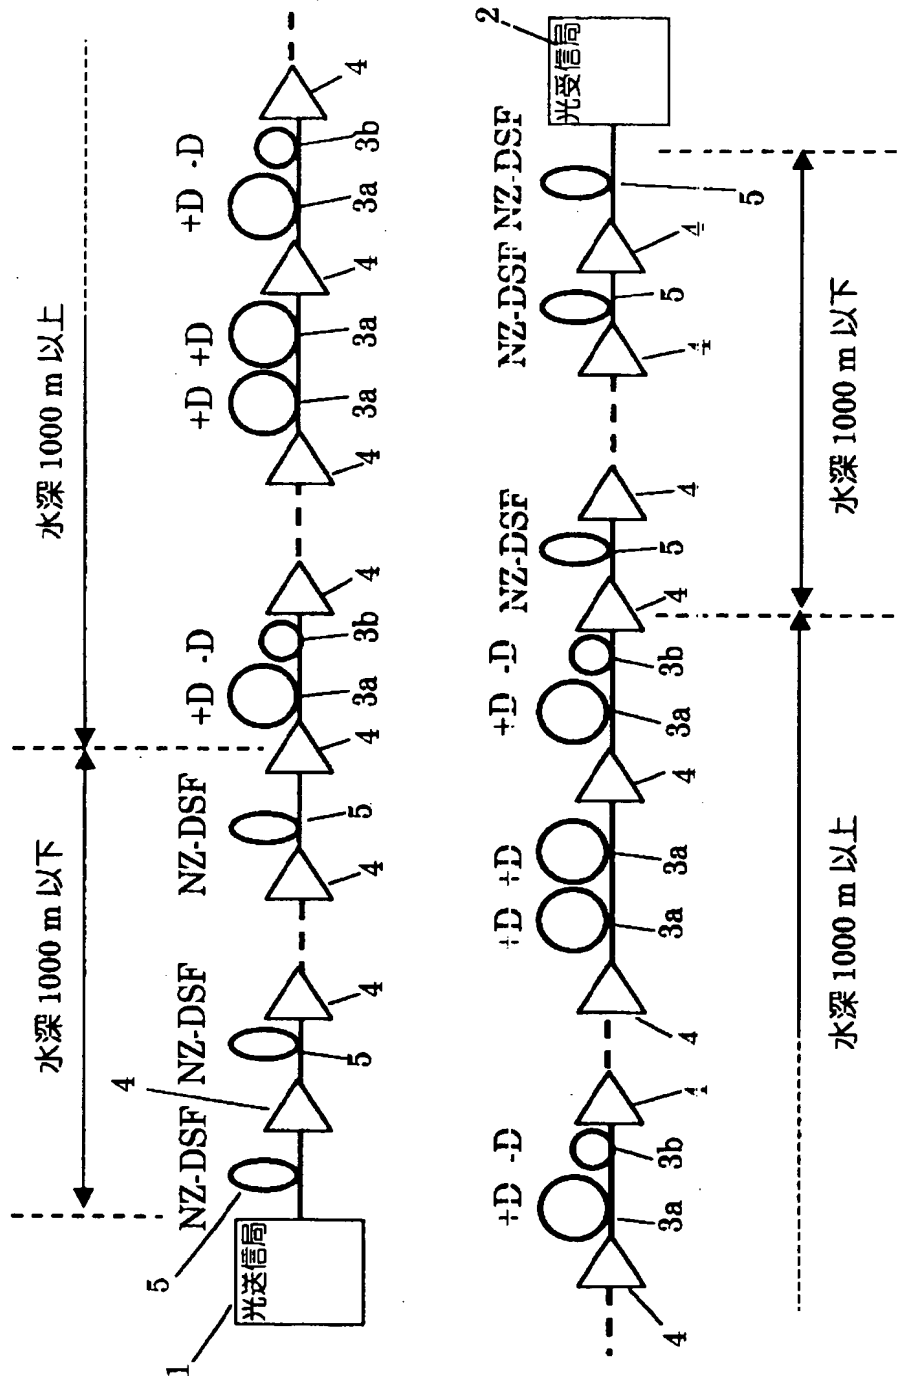 水深 1000 m 以下 水深 1000 m 以上
1 5 4
NZ-DSF NZ-DSF NZ-DSF +D -D +D +D +D -D
光送信局
5 4 4 5 4 3a 3b 4 4 3a 3a 4 3a 3b 4
2
+D -D +D +D +D -D NZ-DSF NZ-DSF NZ-DSF
光受信局
4 3a 3b 4 4 3a 3a 4 3a 3b 4 5 4 4 5 4 5
水深 1000 m 以上 水深 1000 m 以下